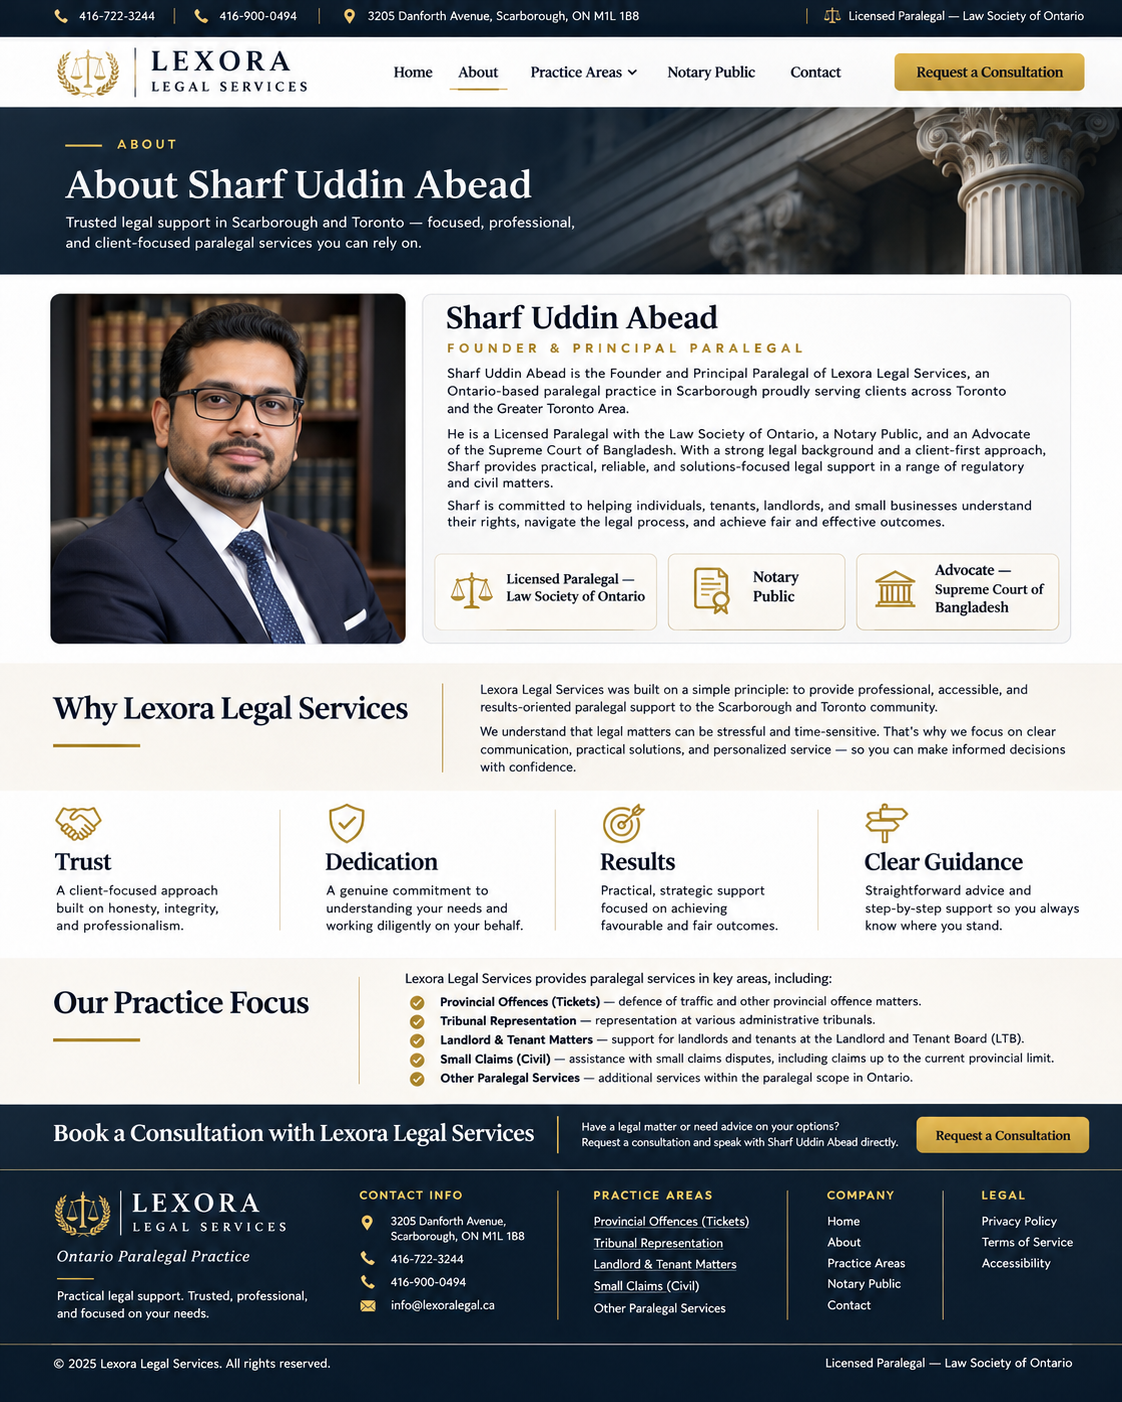 416-722-3244
416-900-0494
3205 Danforth Avenue, Scarborough, ON M1L 1B8
Licensed Paralegal — Law Society of Ontario
LEXORA
LEGAL SERVICES
Home
About
Practice Areas
Notary Public
Contact
Request a Consultation
ABOUT
About Sharf Uddin Abead
Trusted legal support in Scarborough and Toronto — focused, professional,
and client-focused paralegal services you can rely on.
Sharf Uddin Abead
FOUNDER & PRINCIPAL PARALEGAL
Sharf Uddin Abead is the Founder and Principal Paralegal of Lexora Legal Services, an
Ontario-based paralegal practice in Scarborough proudly serving clients across Toronto
and the Greater Toronto Area.
He is a Licensed Paralegal with the Law Society of Ontario, a Notary Public, and an Advocate
of the Supreme Court of Bangladesh. With a strong legal background and a client-first approach,
Sharf provides practical, reliable, and solutions-focused legal support in a range of regulatory
and civil matters.
Sharf is committed to helping individuals, tenants, landlords, and small businesses understand
their rights, navigate the legal process, and achieve fair and effective outcomes.
Licensed Paralegal —
Law Society of Ontario
Notary
Public
Advocate —
Supreme Court of
Bangladesh
Why Lexora Legal Services
Lexora Legal Services was built on a simple principle: to provide professional, accessible, and
results-oriented paralegal support to the Scarborough and Toronto community.
We understand that legal matters can be stressful and time-sensitive. That's why we focus on clear
communication, practical solutions, and personalized service — so you can make informed decisions
with confidence.
Trust
A client-focused approach
built on honesty, integrity,
and professionalism.
Dedication
A genuine commitment to
understanding your needs and
working diligently on your behalf.
Results
Practical, strategic support
focused on achieving
favourable and fair outcomes.
Clear Guidance
Straightforward advice and
step-by-step support so you always
know where you stand.
Our Practice Focus
Lexora Legal Services provides paralegal services in key areas, including:
Provincial Offences (Tickets) — defence of traffic and other provincial offence matters.
Tribunal Representation — representation at various administrative tribunals.
Landlord & Tenant Matters — support for landlords and tenants at the Landlord and Tenant Board (LTB).
Small Claims (Civil) — assistance with small claims disputes, including claims up to the current provincial limit.
Other Paralegal Services — additional services within the paralegal scope in Ontario.
Book a Consultation with Lexora Legal Services
Have a legal matter or need advice on your options?
Request a consultation and speak with Sharf Uddin Abead directly.
Request a Consultation
LEXORA
LEGAL SERVICES
Ontario Paralegal Practice
Practical legal support. Trusted, professional,
and focused on your needs.
CONTACT INFO
3205 Danforth Avenue,
Scarborough, ON M1L 1B8
416-722-3244
416-900-0494
info@lexoralegal.ca
PRACTICE AREAS
Provincial Offences (Tickets)
Tribunal Representation
Landlord & Tenant Matters
Small Claims (Civil)
Other Paralegal Services
COMPANY
Home
About
Practice Areas
Notary Public
Contact
LEGAL
Privacy Policy
Terms of Service
Accessibility
© 2025 Lexora Legal Services. All rights reserved.
Licensed Paralegal — Law Society of Ontario